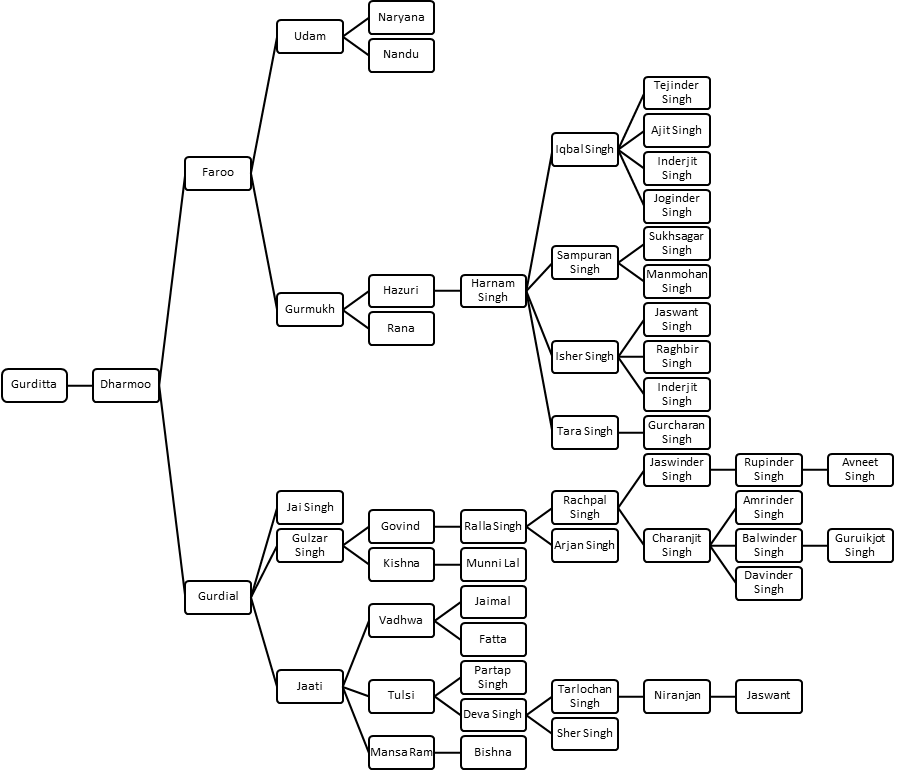 Naryana
Udam
Nandu
Tejinder
Singh
Ajit Singh
Iqbal Singh
Inderjit
Singh
Faroo
Joginder
Singh
Sukhsagar
Singh
Sampuran
Singh
Manmohan
Singh
Hazuri
Harnam
Singh
Gurmukh
Rana
Jaswant
Singh
Isher Singh
Raghbir
Singh
Inderjit
Singh
Gurditta
Dharmoo
Tara Singh
Gurcharan
Singh
Jaswinder
Singh
Rupinder
Singh
Avneet
Singh
Jai Singh
Rachpal
Singh
Amrinder
Singh
Gulzar
Singh
Govind
Ralla Singh
Arjan Singh
Charanjit
Singh
Balwinder
Singh
Guruikjot
Singh
Kishna
Munni Lal
Davinder
Singh
Gurdial
Jaimal
Vadhwa
Fatta
Partap
Singh
Jaati
Tulsi
Deva Singh
Tarlochan
Singh
Niranjan
Jaswant
Sher Singh
Mansa Ram
Bishna